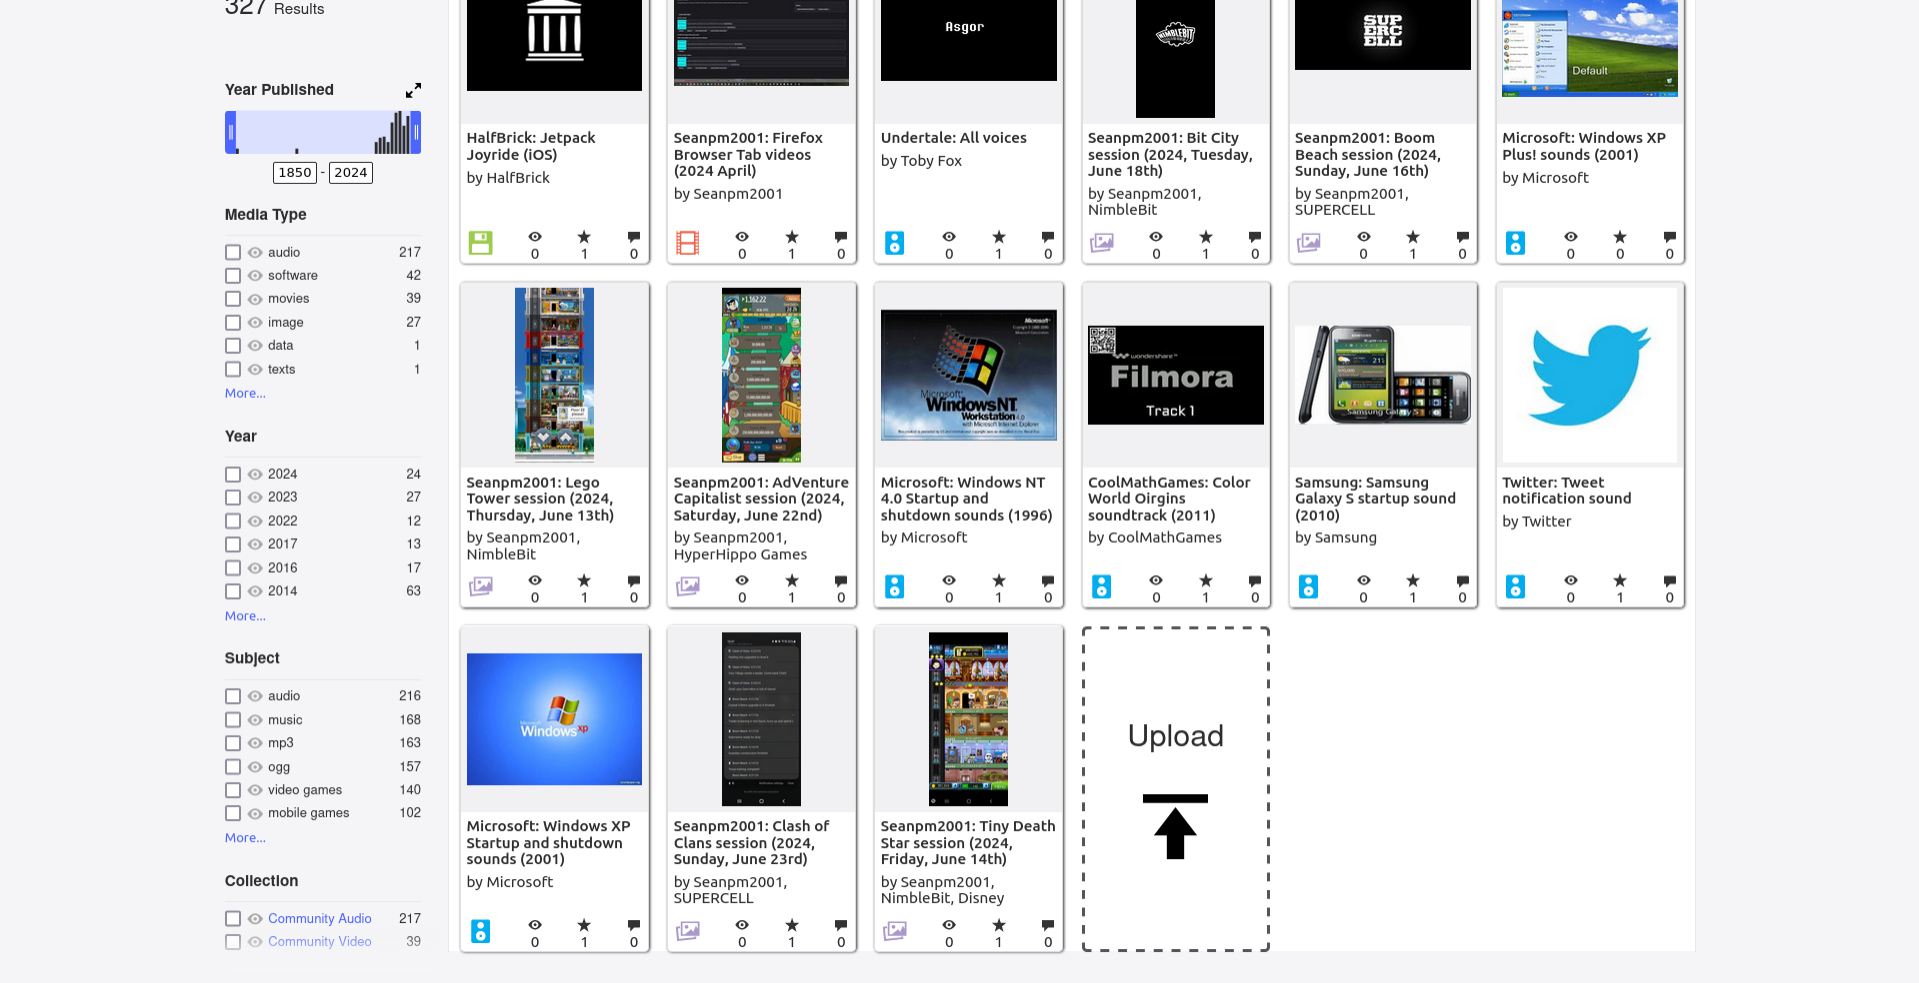 327 Results
Year Published
1850 - 2024
Media Type
audio 217
software 42
movies 39
image 27
data 1
texts 1
More...
Year
2024 24
2023 27
2022 12
2017 13
2016 17
2014 63
More...
Subject
audio 216
music 168
mp3 163
ogg 157
video games 140
mobile games 102
More...
Collection
Community Audio 217
Community Video 39
HalfBrick: Jetpack
Joyride (iOS)
by HalfBrick
0 1 0
Seanpm2001: Firefox
Browser Tab videos
(2024 April)
by Seanpm2001
0 1 0
Asgor
Undertale: All voices
by Toby Fox
0 1 0
NIMBLEBIT
Seanpm2001: Bit City
session (2024, Tuesday,
June 18th)
by Seanpm2001,
NimbleBit
0 1 0
SUP
ERC
ELL
Seanpm2001: Boom
Beach session (2024,
Sunday, June 16th)
by Seanpm2001,
SUPERCELL
0 1 0
Default
Microsoft: Windows XP
Plus! sounds (2001)
by Microsoft
0 0 0
Seanpm2001: Lego
Tower session (2024,
Thursday, June 13th)
by Seanpm2001,
NimbleBit
0 1 0
Seanpm2001: AdVenture
Capitalist session (2024,
Saturday, June 22nd)
by Seanpm2001,
HyperHippo Games
0 1 0
Microsoft
Microsoft
WindowsNT
Workstation 4.0
with Microsoft Internet Explorer
Microsoft: Windows NT
4.0 Startup and
shutdown sounds (1996)
by Microsoft
0 1 0
wondershare™
Filmora
Track 1
CoolMathGames: Color
World Oirgins
soundtrack (2011)
by CoolMathGames
0 1 0
Samsung Galaxy S
Samsung: Samsung
Galaxy S startup sound
(2010)
by Samsung
0 1 0
Twitter: Tweet
notification sound
by Twitter
0 1 0
Microsoft
Windows xp
Microsoft: Windows XP
Startup and shutdown
sounds (2001)
by Microsoft
0 1 0
Seanpm2001: Clash of
Clans session (2024,
Sunday, June 23rd)
by Seanpm2001,
SUPERCELL
0 1 0
Seanpm2001: Tiny Death
Star session (2024,
Friday, June 14th)
by Seanpm2001,
NimbleBit, Disney
0 1 0
Upload